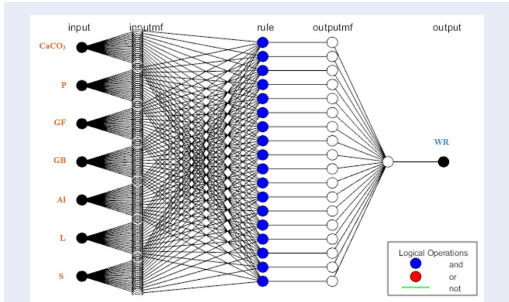 input inputmf rule outputmf output
CaCO₃
P
GF
GB
Al
L
S
WR
Logical Operations
and
or
not